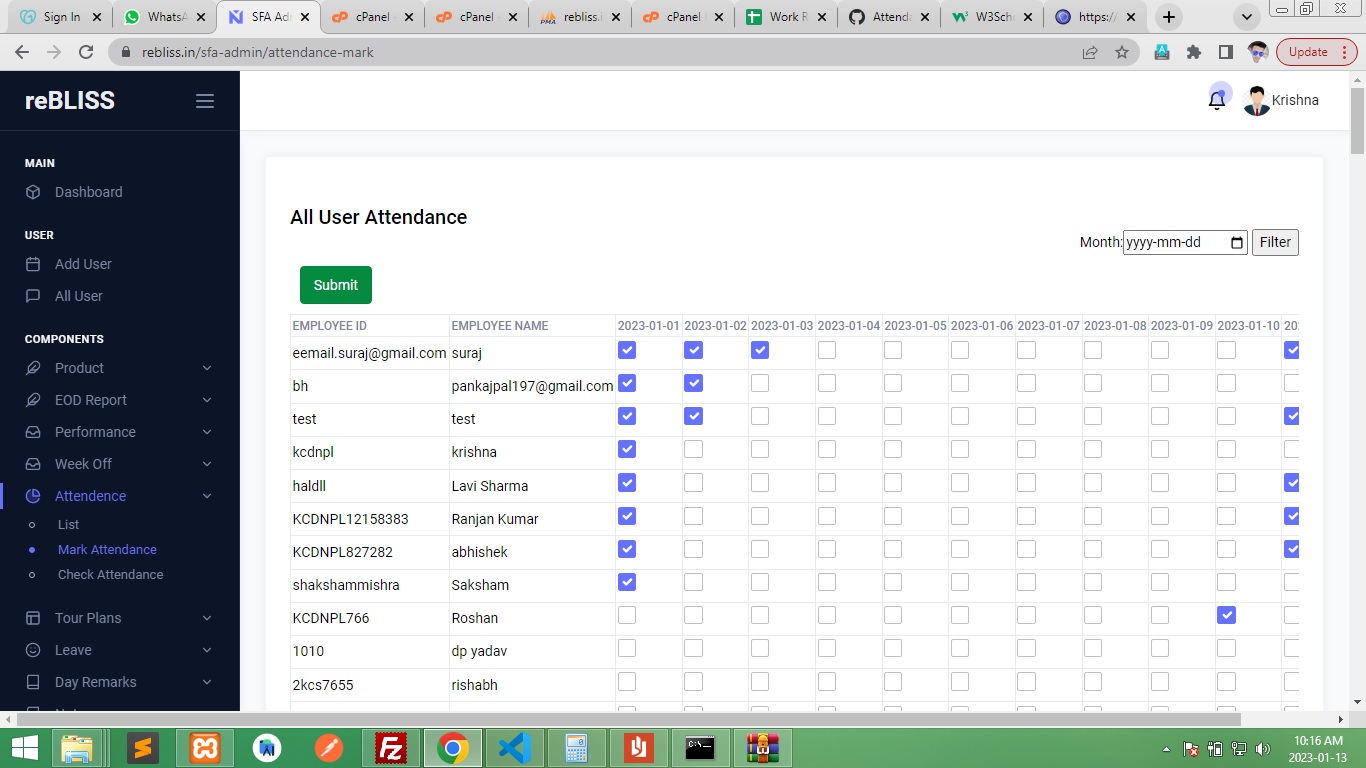 Sign In
WhatsA
SFA Adm
cPanel -
cPanel -
rebliss.i
cPanel
Work R
Attenda
W3Scho
https:/
rebliss.in/sfa-admin/attendance-mark
Update
reBLISS
Krishna
MAIN
Dashboard
USER
Add User
All User
COMPONENTS
Product
EOD Report
Performance
Week Off
Attendence
List
Mark Attendance
Check Attendance
Tour Plans
Leave
Day Remarks
All User Attendance
Month: yyyy-mm-dd Filter
Submit
EMPLOYEE ID EMPLOYEE NAME 2023-01-01 2023-01-02 2023-01-03 2023-01-04 2023-01-05 2023-01-06 2023-01-07 2023-01-08 2023-01-09 2023-01-10 202
eemail.suraj@gmail.com suraj
bh pankajpal197@gmail.com
test test
kcdnpl krishna
haldll Lavi Sharma
KCDNPL12158383 Ranjan Kumar
KCDNPL827282 abhishek
shakshammishra Saksham
KCDNPL766 Roshan
1010 dp yadav
2kcs7655 rishabh
10:16 AM
2023-01-13